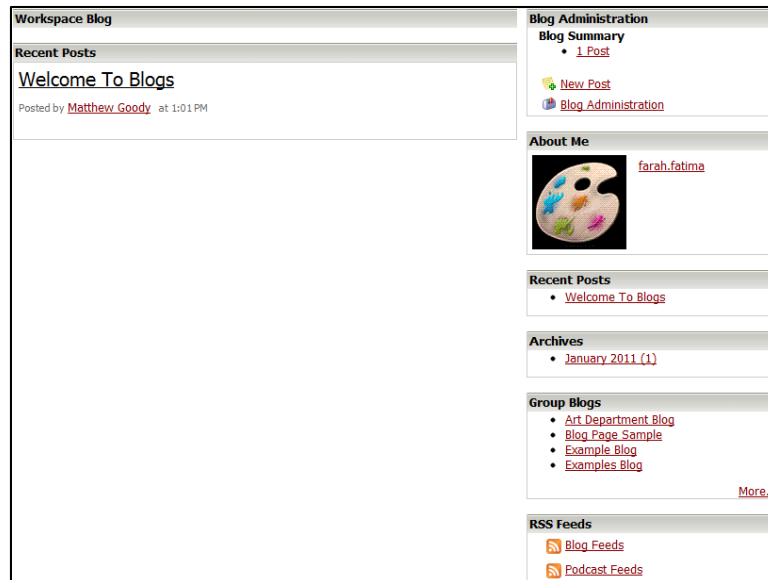 Workspace Blog
Recent Posts
Welcome To Blogs
Posted by Matthew Goody at 1:01 PM
Blog Administration
Blog Summary
1 Post
New Post
Blog Administration
About Me
farah.fatima
Recent Posts
Welcome To Blogs
Archives
January 2011 (1)
Group Blogs
Art Department Blog
Blog Page Sample
Example Blog
Examples Blog
More.
RSS Feeds
Blog Feeds
Podcast Feeds